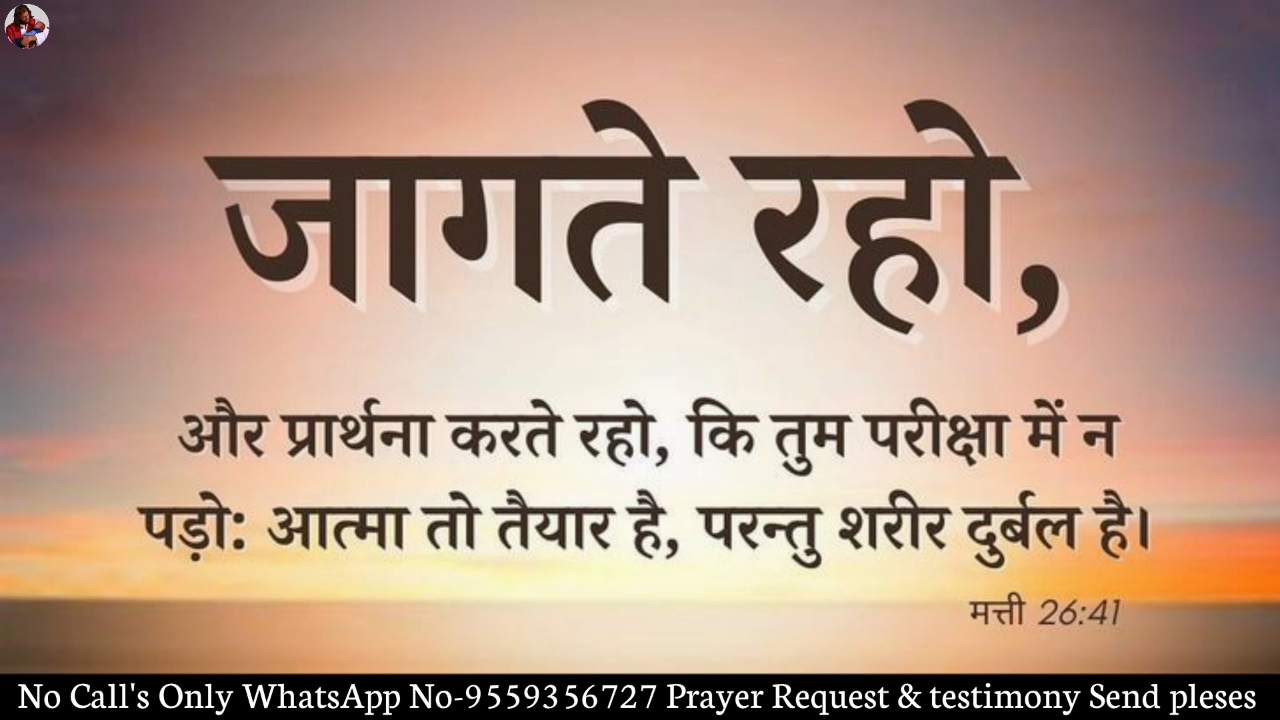 जागते रहो,
और प्रार्थना करते रहो, कि तुम परीक्षा में न
पड़ो: आत्मा तो तैयार है, परन्तु शरीर दुर्बल है।
मत्ती 26:41
No Call's Only WhatsApp No-9559356727 Prayer Request & testimony Send pleses